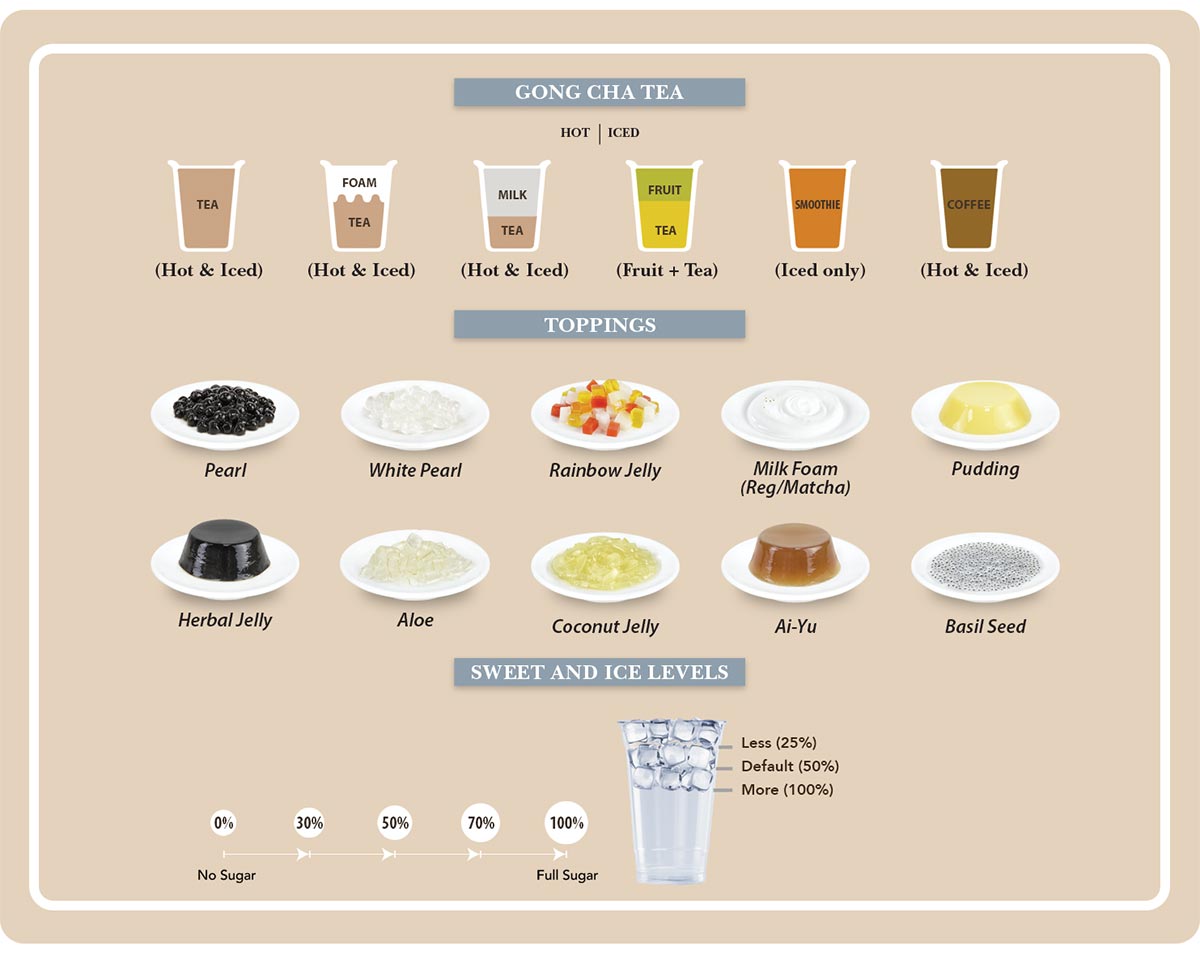 GONG CHA TEA
HOT | ICED
TEA
FOAM
TEA
MILK
TEA
FRUIT
TEA
SMOOTHIE
COFFEE
(Hot & Iced)
(Hot & Iced)
(Hot & Iced)
(Fruit + Tea)
(Iced only)
(Hot & Iced)
TOPPINGS
Pearl
White Pearl
Rainbow Jelly
Milk Foam
(Reg/Matcha)
Pudding
Herbal Jelly
Aloe
Coconut Jelly
Ai-Yu
Basil Seed
SWEET AND ICE LEVELS
Less (25%)
Default (50%)
More (100%)
0%
30%
50%
70%
100%
No Sugar
Full Sugar